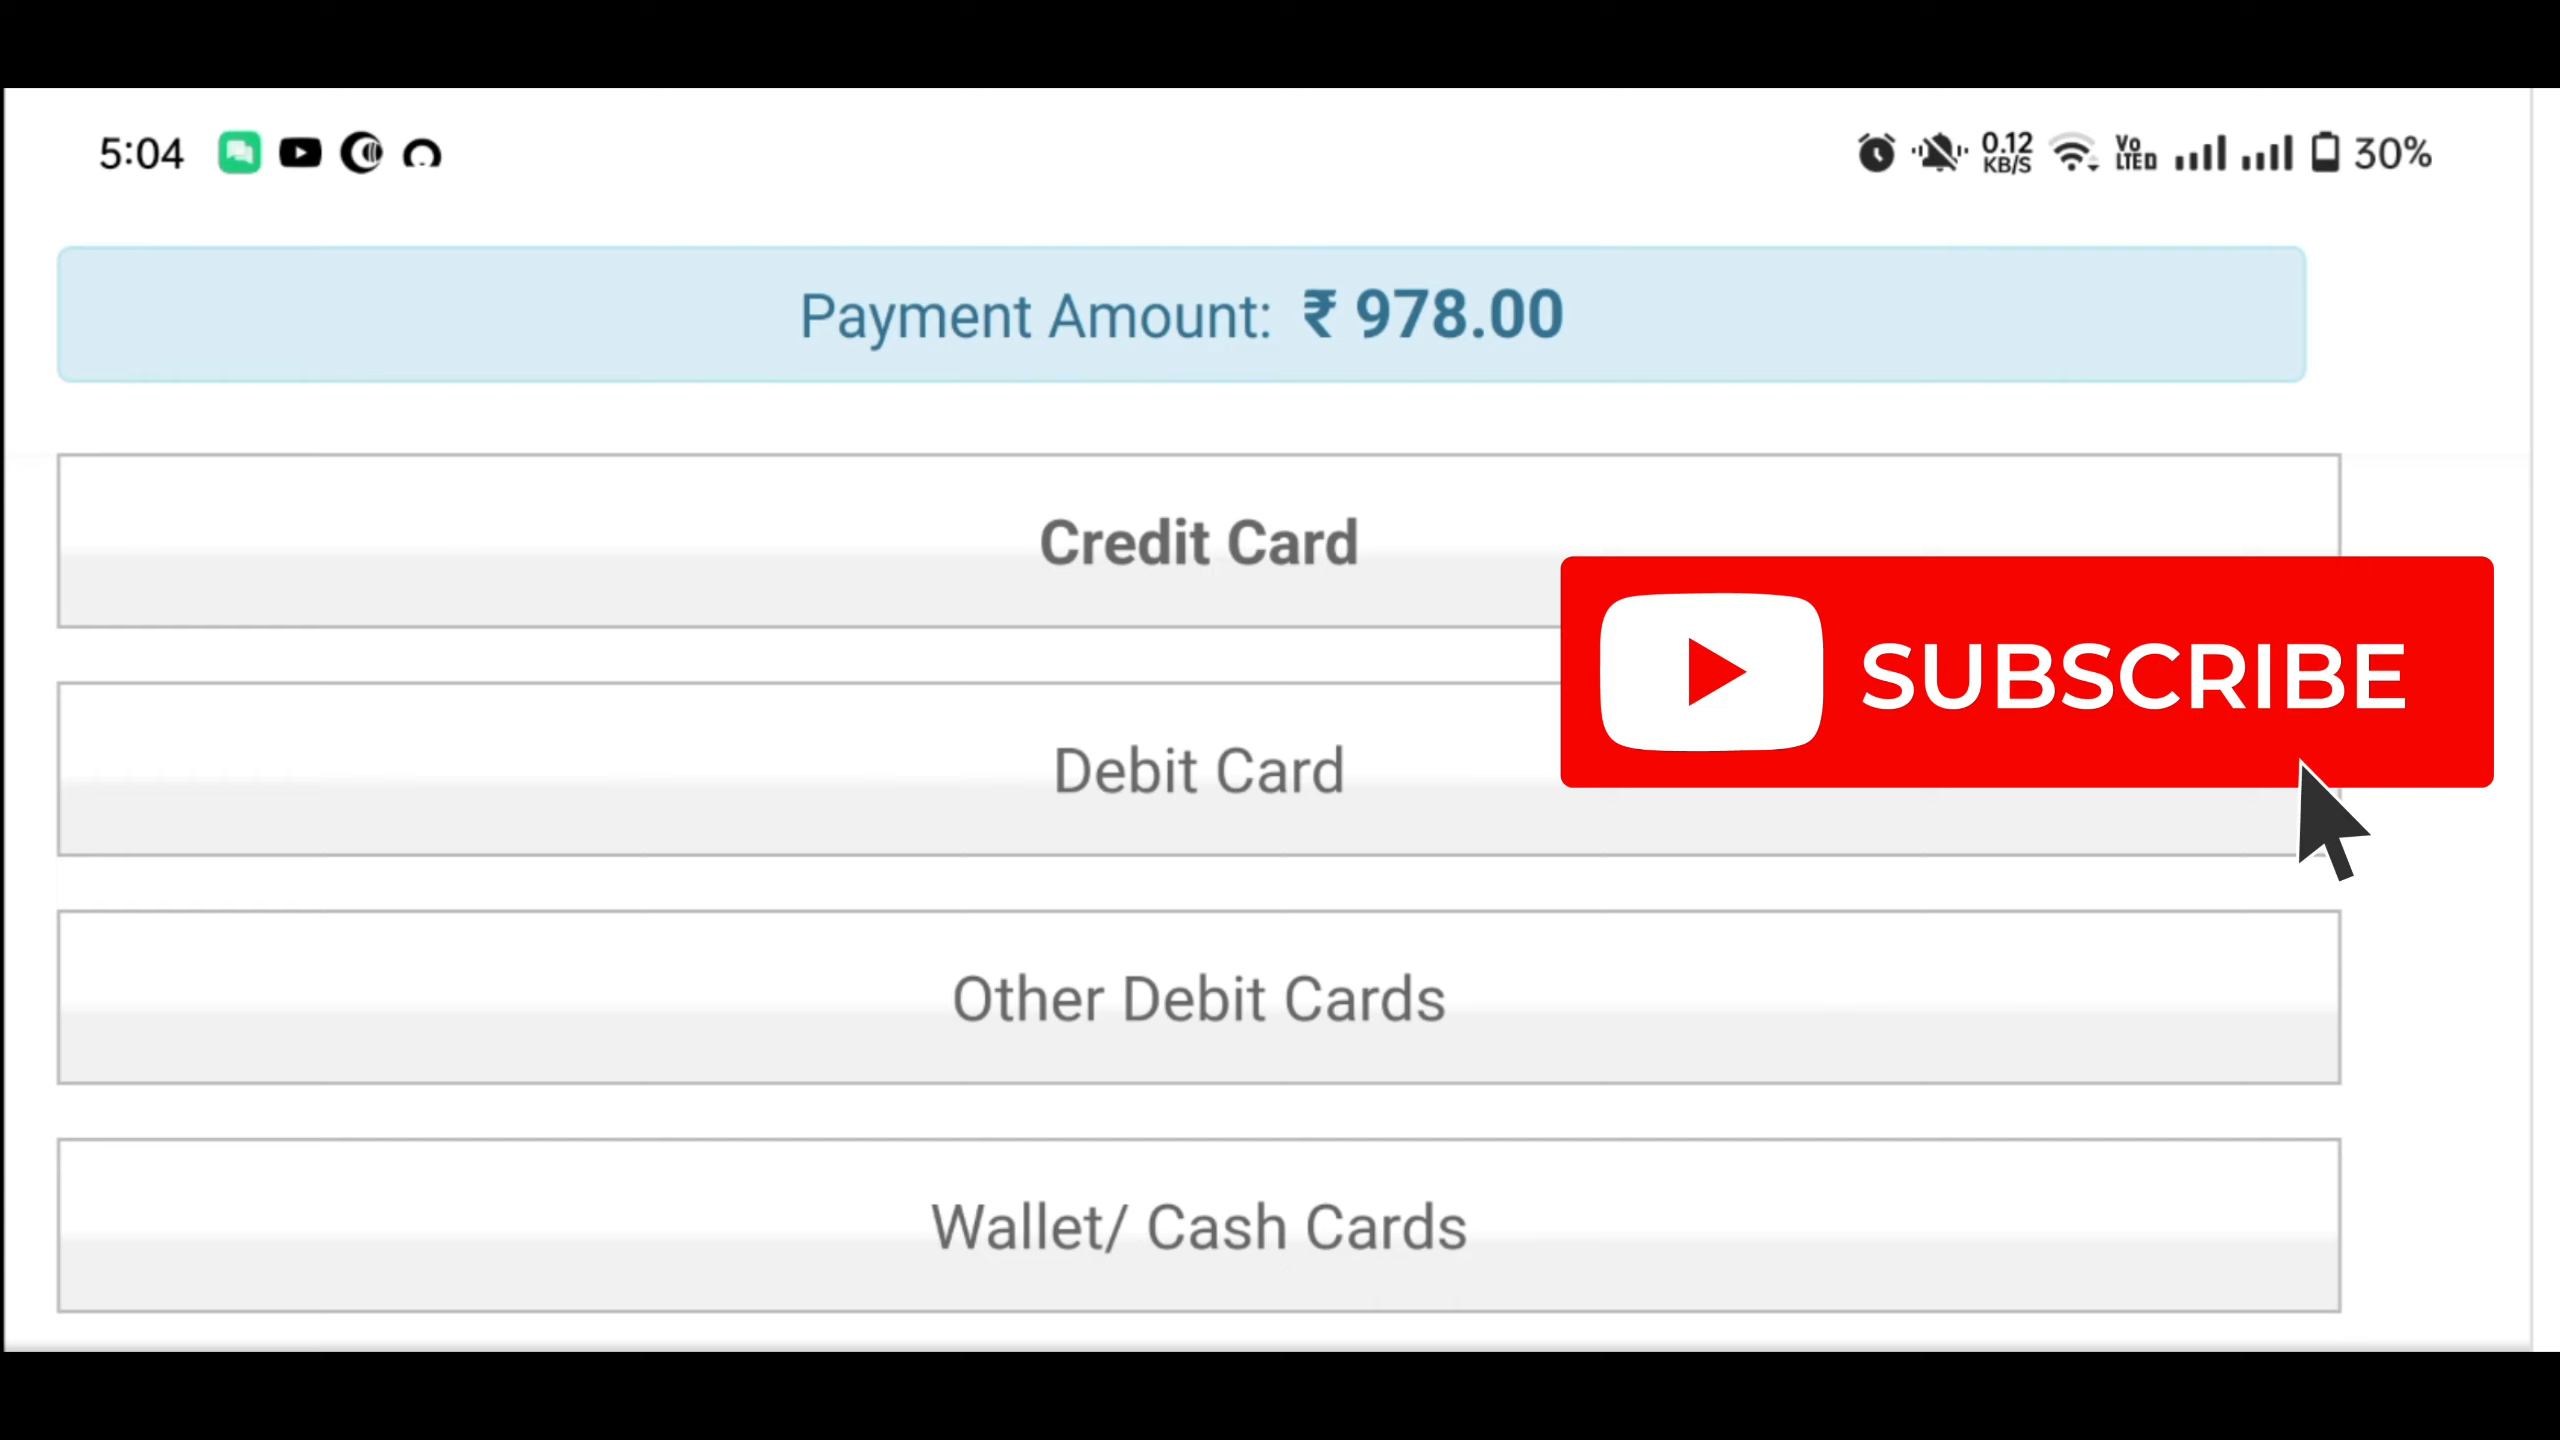 5:04 0.12 KB/S Vo LTED 30%
Payment Amount: ₹ 978.00
Credit Card
SUBSCRIBE
Debit Card
Other Debit Cards
Wallet/ Cash Cards